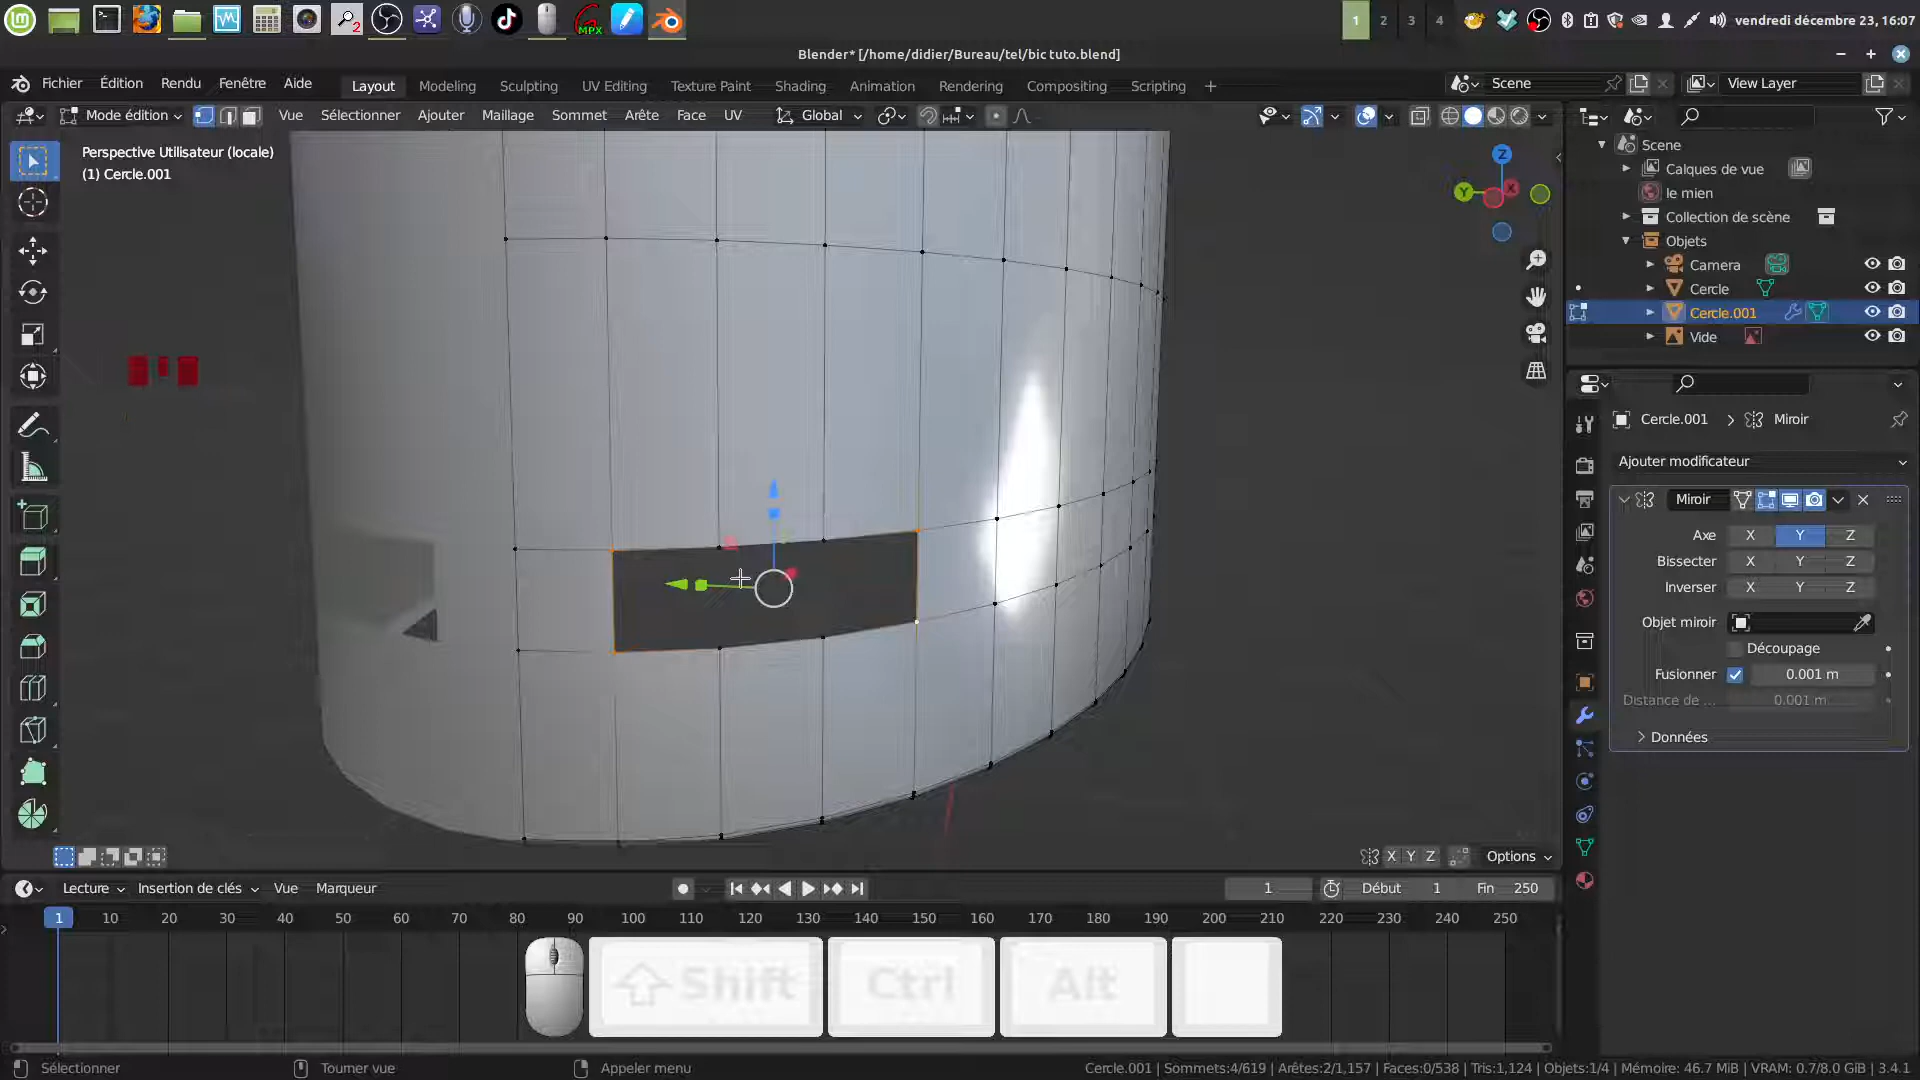 2
MPX
1 2 3 4
vendredi décembre 23, 16:07
Blender* [/home/didier/Bureau/tel/bic tuto.blend]
Fichier Édition Rendu Fenêtre Aide
Layout Modeling Sculpting UV Editing Texture Paint Shading Animation Rendering Compositing Scripting +
Scene
View Layer
Mode édition
Vue Sélectionner Ajouter Maillage Sommet Arête Face UV
Global
Perspective Utilisateur (locale)
(1) Cercle.001
Z
Y
X
Scene
Calques de vue
le mien
Collection de scène
Objets
Camera
Cercle
Cercle.001
Vide
Cercle.001 > Miroir
Ajouter modificateur
Miroir
Axe X Y Z
Bissecter X Y Z
Inverser X Y Z
Objet miroir
Découpage
Fusionner 0.001 m
Distance de ... 0.001 m
Données
X Y Z
Options
Lecture Insertion de clés Vue Marqueur
1
Début 1
Fin 250
1 10 20 30 40 50 60 70 80 90 100 110 120 130 140 150 160 170 180 190 200 210 220 230 240 250
Shift Ctrl Alt
Sélectionner
Tourner vue
Appeler menu
Cercle.001 | Sommets:4/619 | Arêtes:2/1,157 | Faces:0/538 | Tris:1,124 | Objets:1/4 | Mémoire: 46.7 MiB | VRAM: 0.7/8.0 GiB | 3.4.1